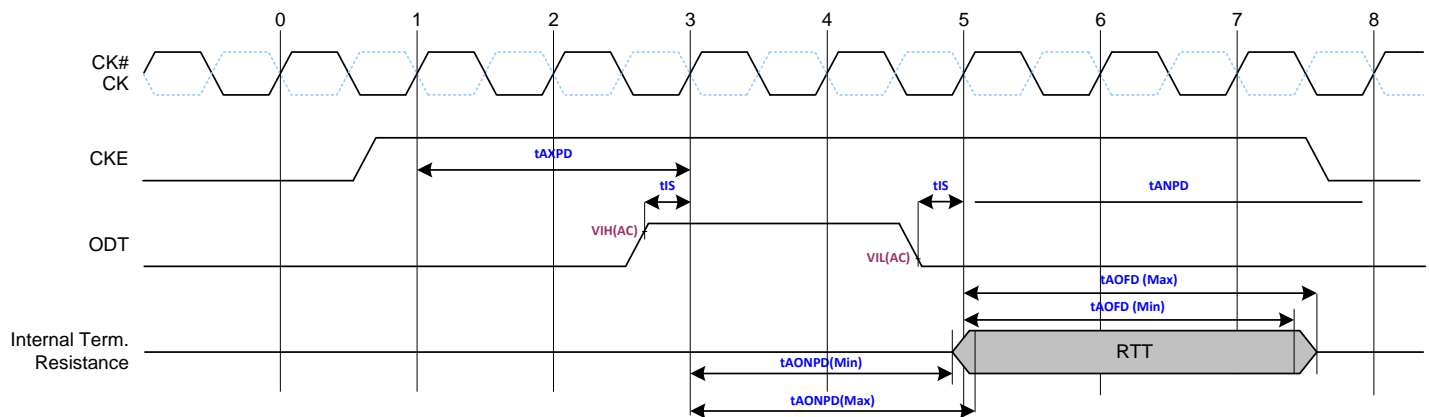 0 1 2 3 4 5 6 7 8
CK#
CK
CKE
tAXPD
tIS
tIS
tANPD
VIH(AC)
ODT
VIL(AC)
tAOFD (Max)
tAOFD (Min)
Internal Term.
Resistance
RTT
tAONPD(Min)
tAONPD(Max)